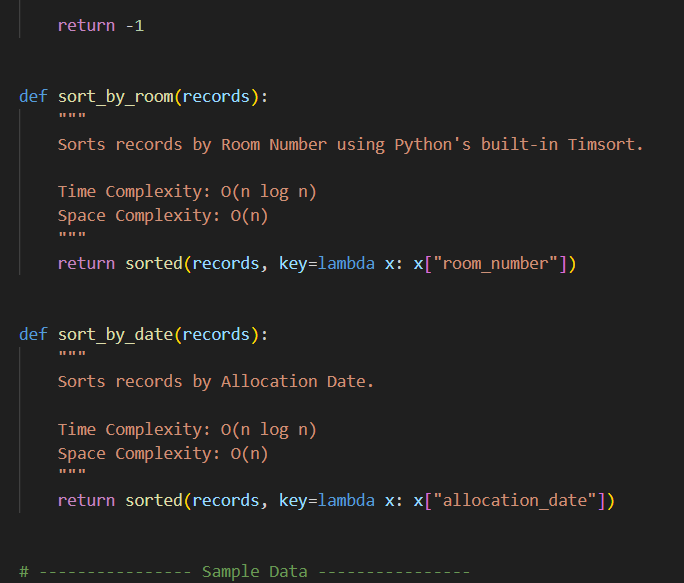 return -1
def sort_by_room(records):
"""
Sorts records by Room Number using Python's built-in Timsort.
Time Complexity: O(n log n)
Space Complexity: O(n)
"""
return sorted(records, key=lambda x: x["room_number"])
def sort_by_date(records):
"""
Sorts records by Allocation Date.
Time Complexity: O(n log n)
Space Complexity: O(n)
"""
return sorted(records, key=lambda x: x["allocation_date"])
# ---------------- Sample Data ----------------